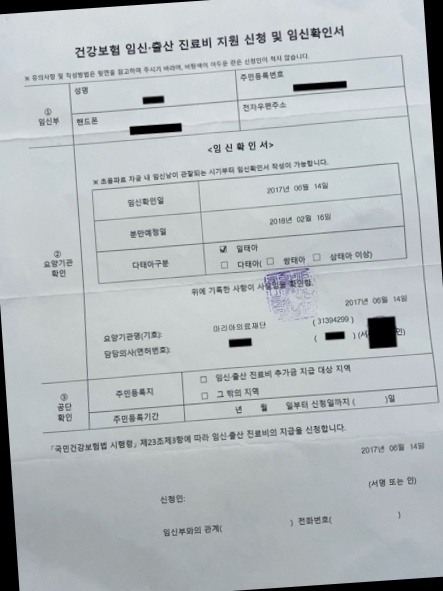 건강보험 임신·출산 진료비 지원 신청 및 임신확인서
※ 유의사항 및 작성방법은 뒷면을 참고하여 주시기 바라며, 바탕색이 어두운 란은 신청인이 적지 않습니다.
① 임신부
성명
주민등록번호
핸드폰
전자우편주소
② 요양기관 확인
<임 신 확 인 서>
※ 초음파로 자궁 내 임신낭이 관찰되는 시기부터 임신확인서 작성이 가능합니다.
임신확인일 2017년 06월 14일
분만예정일 2018년 02월 16일
다태아구분
☑ 일태아
☐ 다태아( ☐ 쌍태아 ☐ 삼태아 이상)
위에 기록한 사항이 사실임을 확인함.
2017년 06월 14일
요양기관명(기호): 마리아의료재단 ( 31394299 )
담당의사(면허번호): ( ) (서 인)
③ 공단 확인
주민등록지
☐ 임신·출산 진료비 추가금 지급 대상 지역
☐ 그 밖의 지역
주민등록기간 년 월 일부터 신청일까지 ( )일
「국민건강보험법 시행령」 제23조제3항에 따라 임신·출산 진료비의 지급을 신청합니다.
2017년 06월 14일
신청인: (서명 또는 인)
임신부와의 관계( ) 전화번호( )